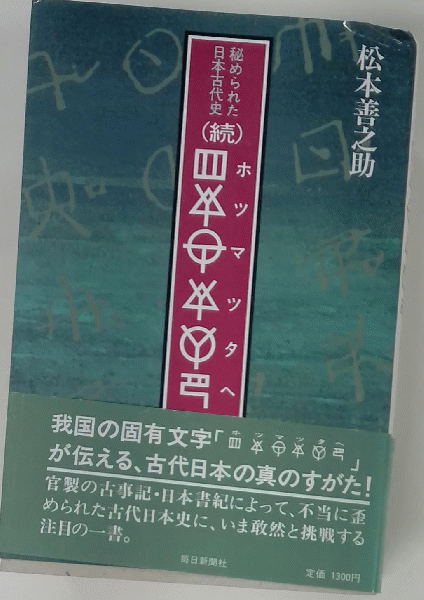 松本善之助
秘められた
日本古代史
(続)
ホツマツタヘ
我国の固有文字「
ホツマツタヘ
」
が伝える、古代日本の真のすがた!
官製の古事記・日本書紀によって、不当に歪
められた古代日本史に、いま敢然と挑戦する
注目の一書。
毎日新聞社
定価 1300円